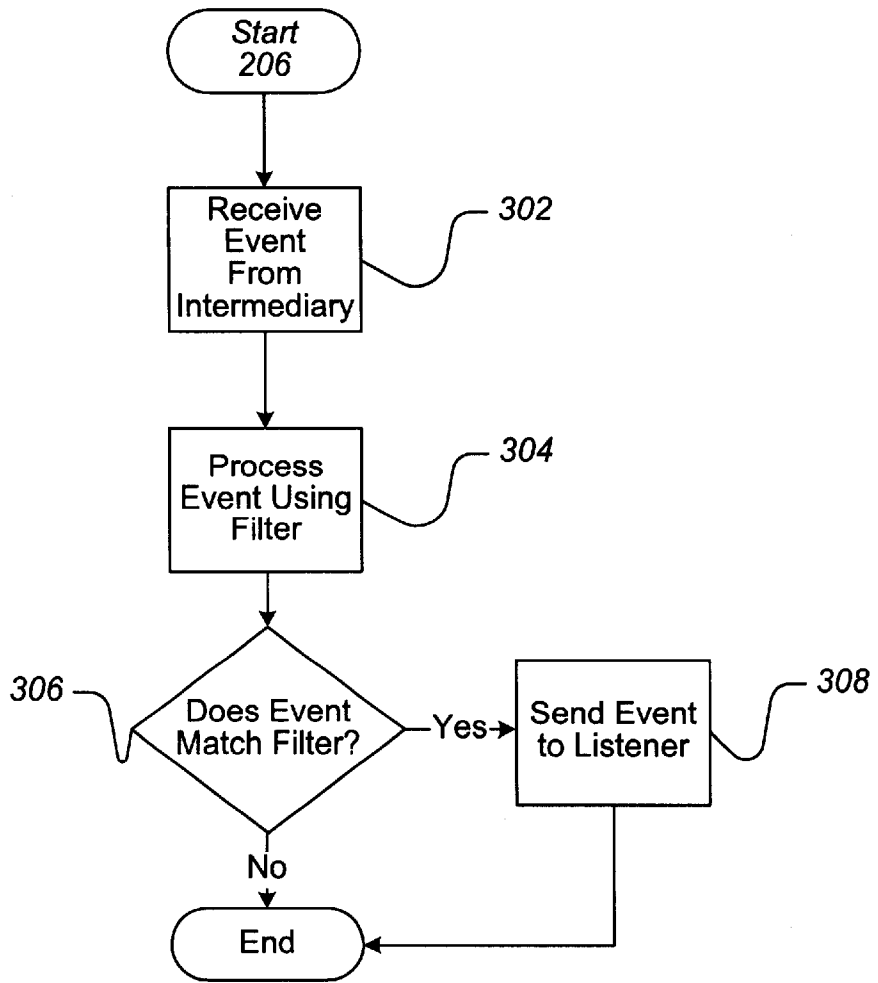 Start
206
Receive
Event
From
Intermediary
302
Process
Event Using
Filter
304
306
Does Event
Match Filter?
Yes
Send Event
to Listener
308
No
End